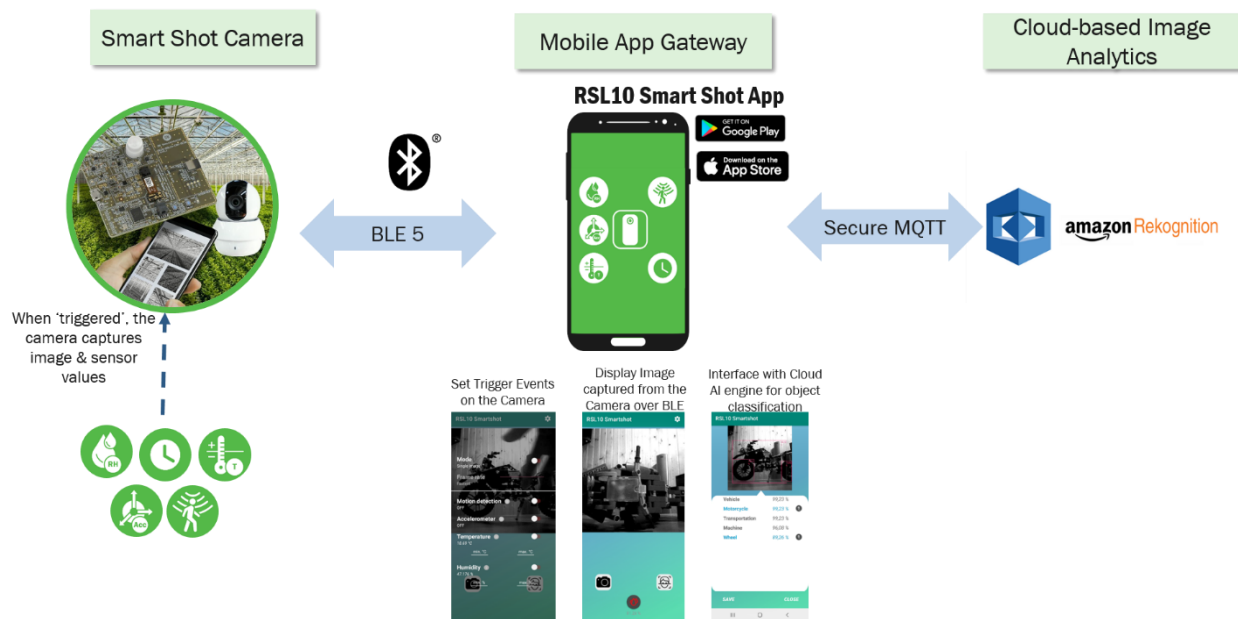 Smart Shot Camera
Mobile App Gateway
Cloud-based Image
Analytics
RSL10 Smart Shot App
GET IT ON
Google Play
Download on the
App Store
®
BLE 5
Secure MQTT
amazon Rekognition
When ‘triggered’, the
camera captures
image & sensor
values
RH
T
Acc
Set Trigger Events
on the Camera
Display Image
captured from the
Camera over BLE
Interface with Cloud
AI engine for object
classification
RSL10 Smartshot
Mode
Motion detection
OFF
Accelerometer
OFF
Temperature
min. °C
max. °C
Humidity
RSL10 Smartshot
RSL10 Smartshot
Vehicle
Motorcycle
Transportation
Machine
Wheel
SAVE
CLOSE